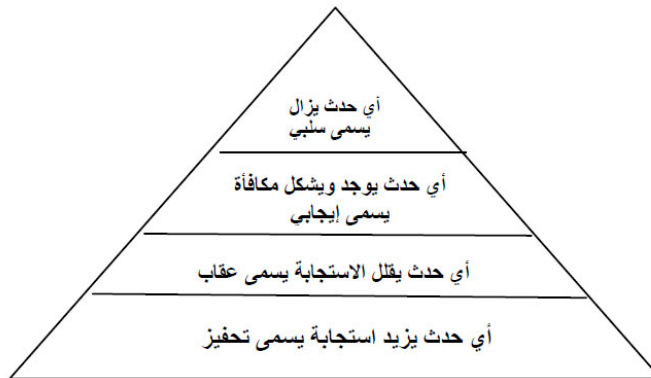 أي حدث يزال
يسمى سلبي
أي حدث يوجد ويشكل مكافأة
يسمى إيجابي
أي حدث يقلل الاستجابة يسمى عقاب
أي حدث يزيد استجابة يسمى تحفيز